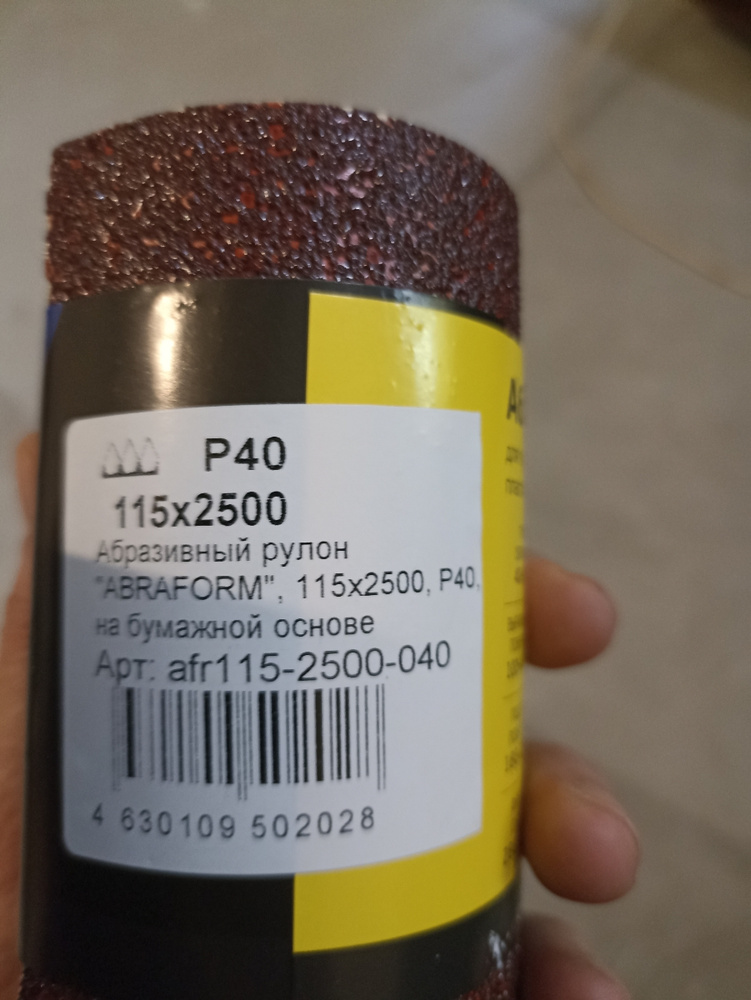 P40
115x2500
Абразивный рулон
"ABRAFORM", 115x2500, P40,
на бумажной основе
Арт: afr115-2500-040
4 630109 502028